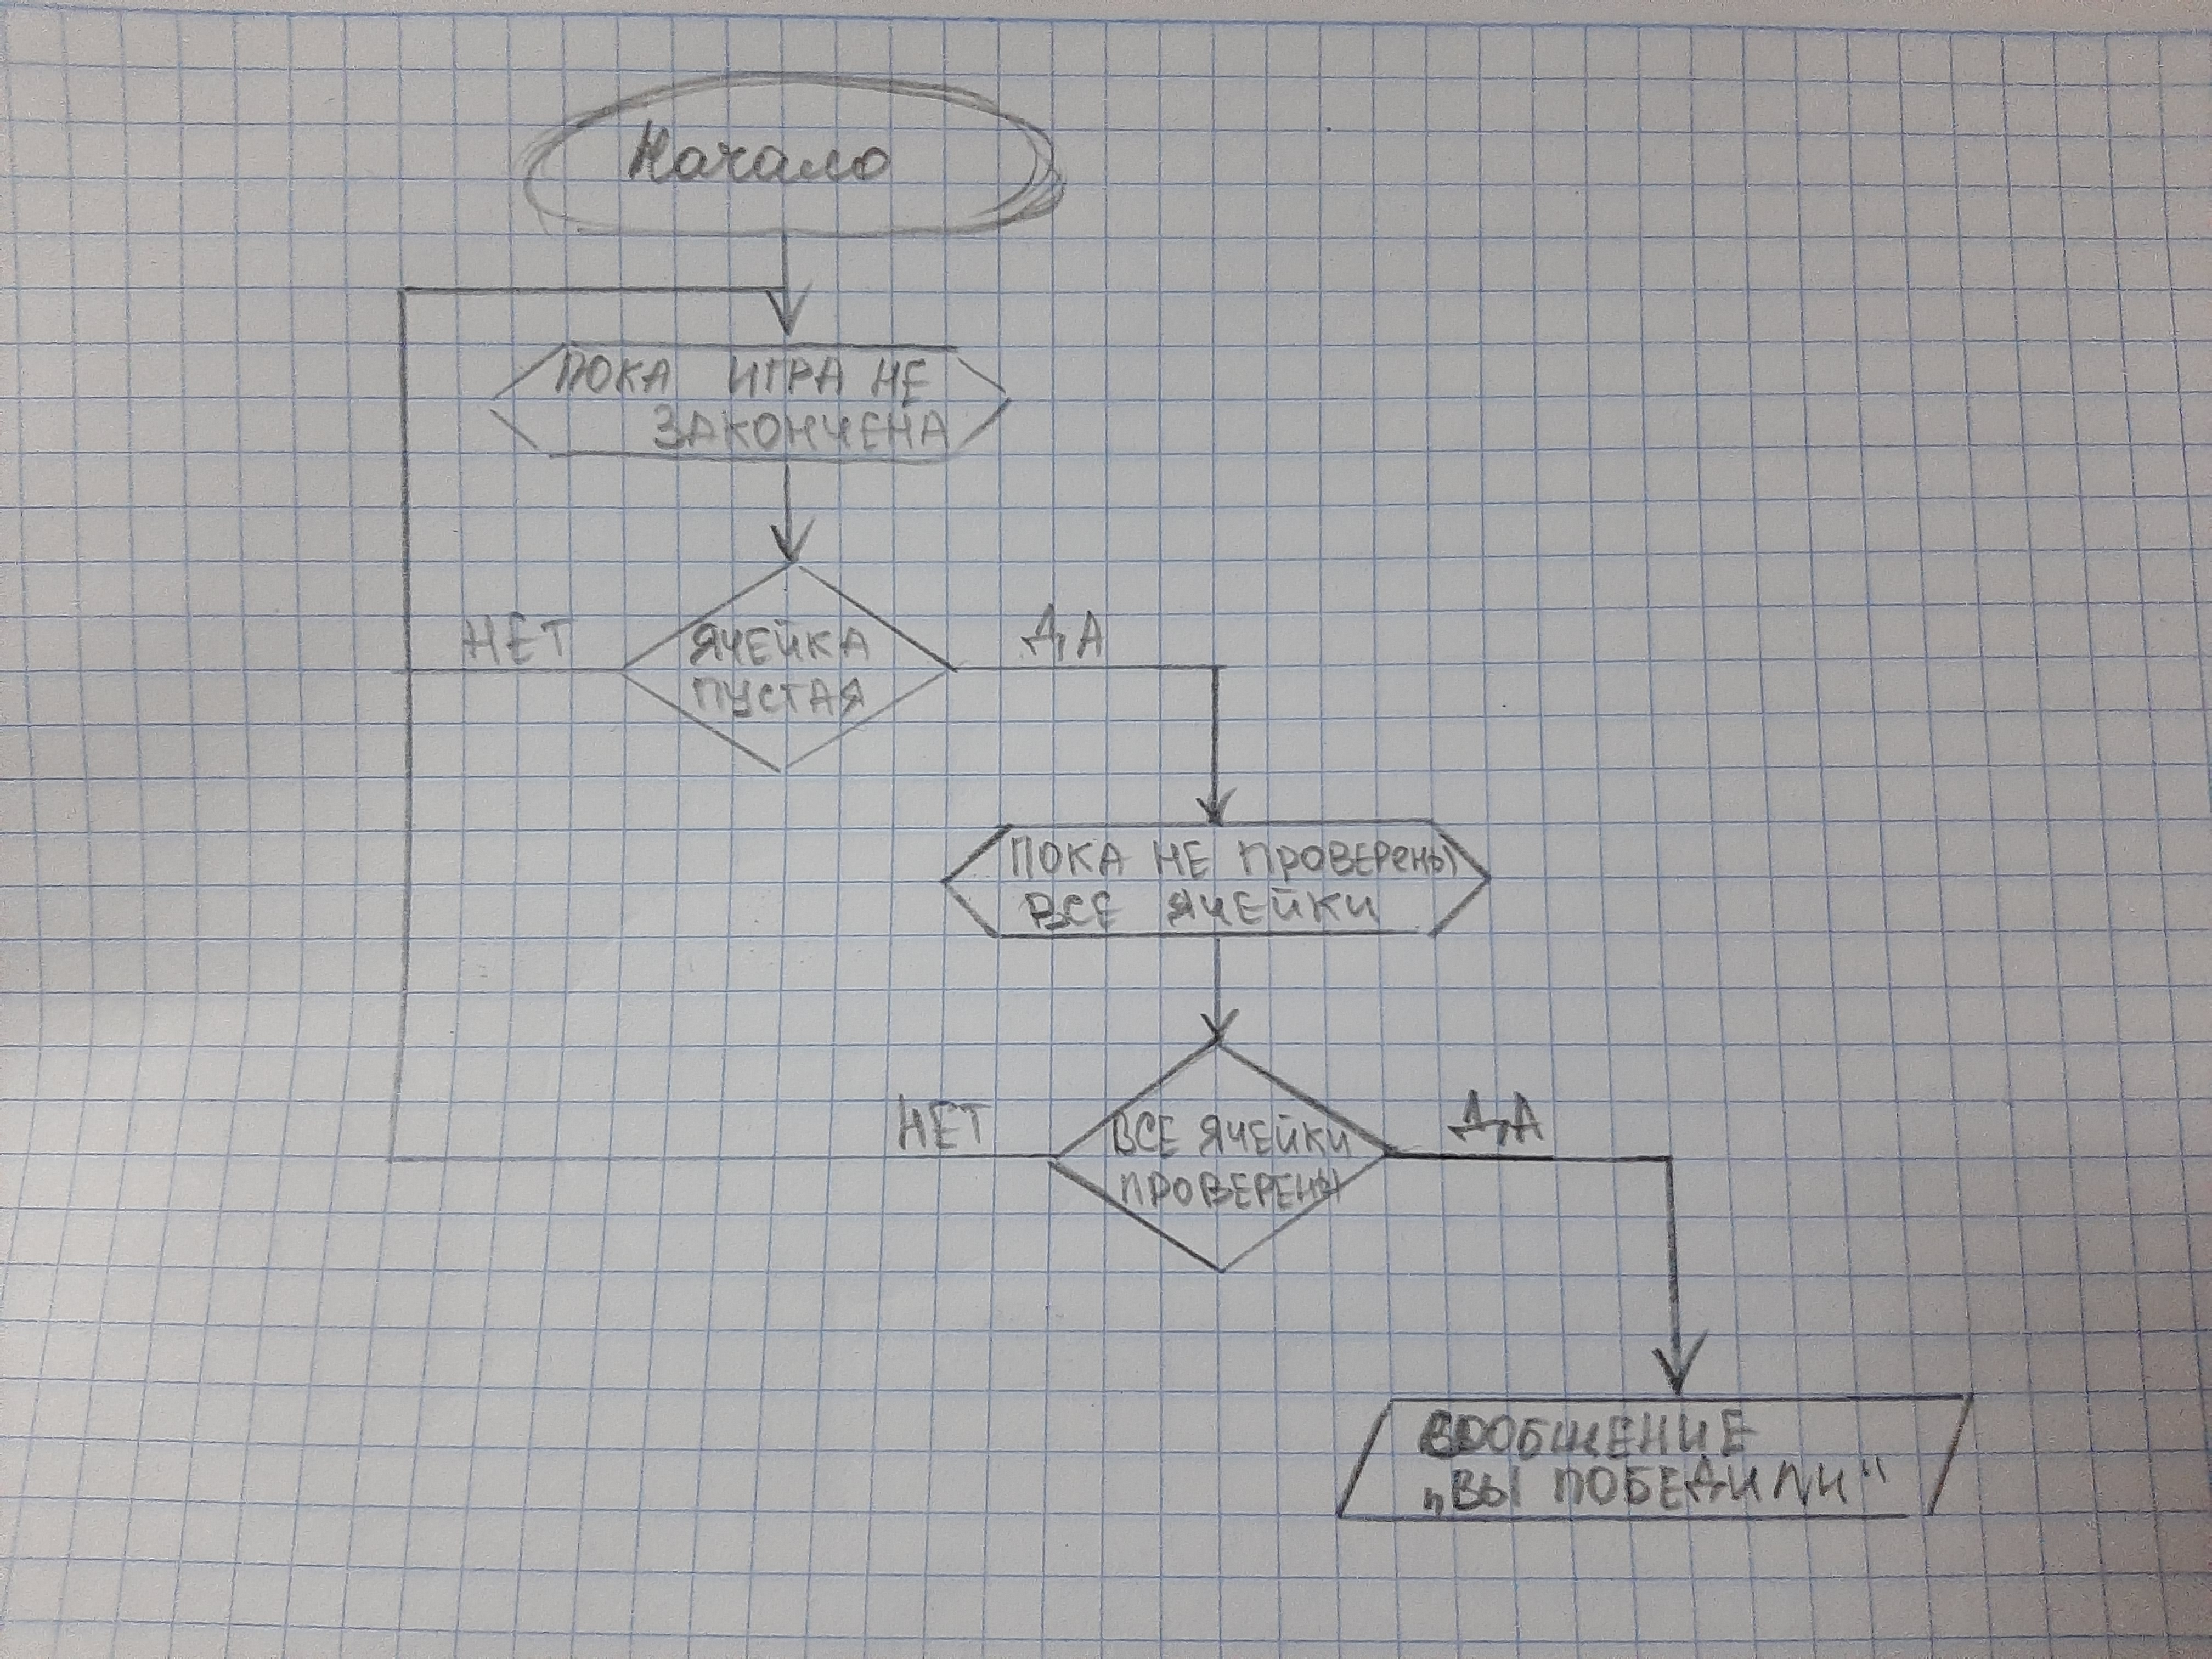 Начало
ПОКА ИГРА НЕ
ЗАКОНЧЕНА
НЕТ
ЯЧЕЙКА
ПУСТАЯ
ДА
ПОКА НЕ ПРОВЕРЕНЫ
ВСЕ ЯЧЕЙКИ
НЕТ
ВСЕ ЯЧЕЙКИ
ПРОВЕРЕНЫ
ДА
СООБЩЕНИЕ
„ВЫ ПОБЕДИЛИ“